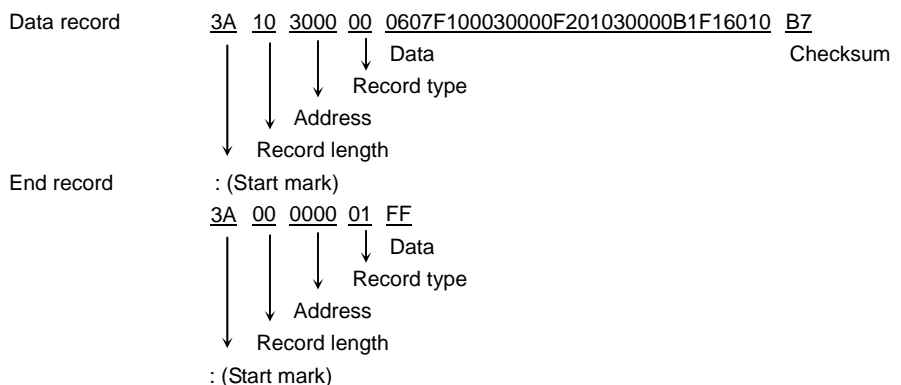 Data record 3A 10 3000 00 0607F100030000F201030000B1F16010 B7
Data Checksum
Record type
Address
Record length
End record : (Start mark)
3A 00 0000 01 FF
Data
Record type
Address
Record length
: (Start mark)